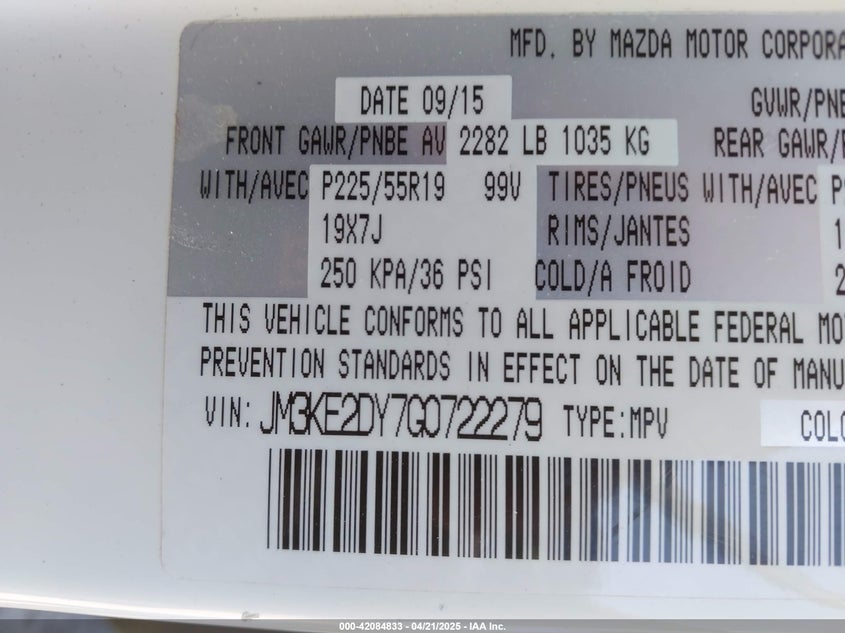 MFD. BY MAZDA MOTOR CORPORA
DATE 09/15 GVWR/PNB
FRONT GAWR/PNBE AV 2282 LB 1035 KG REAR GAWR/
WITH/AVEC P225/55R19 99V TIRES/PNEUS WITH/AVEC P
19X7J RIMS/JANTES 1
250 KPA/36 PSI COLD/A FROID 2
THIS VEHICLE CONFORMS TO ALL APPLICABLE FEDERAL MO
PREVENTION STANDARDS IN EFFECT ON THE DATE OF MANU
VIN: JM3KE2DY7G0722279 TYPE:MPV COLO
000-42084833 - 04/21/2025 - IAA Inc.